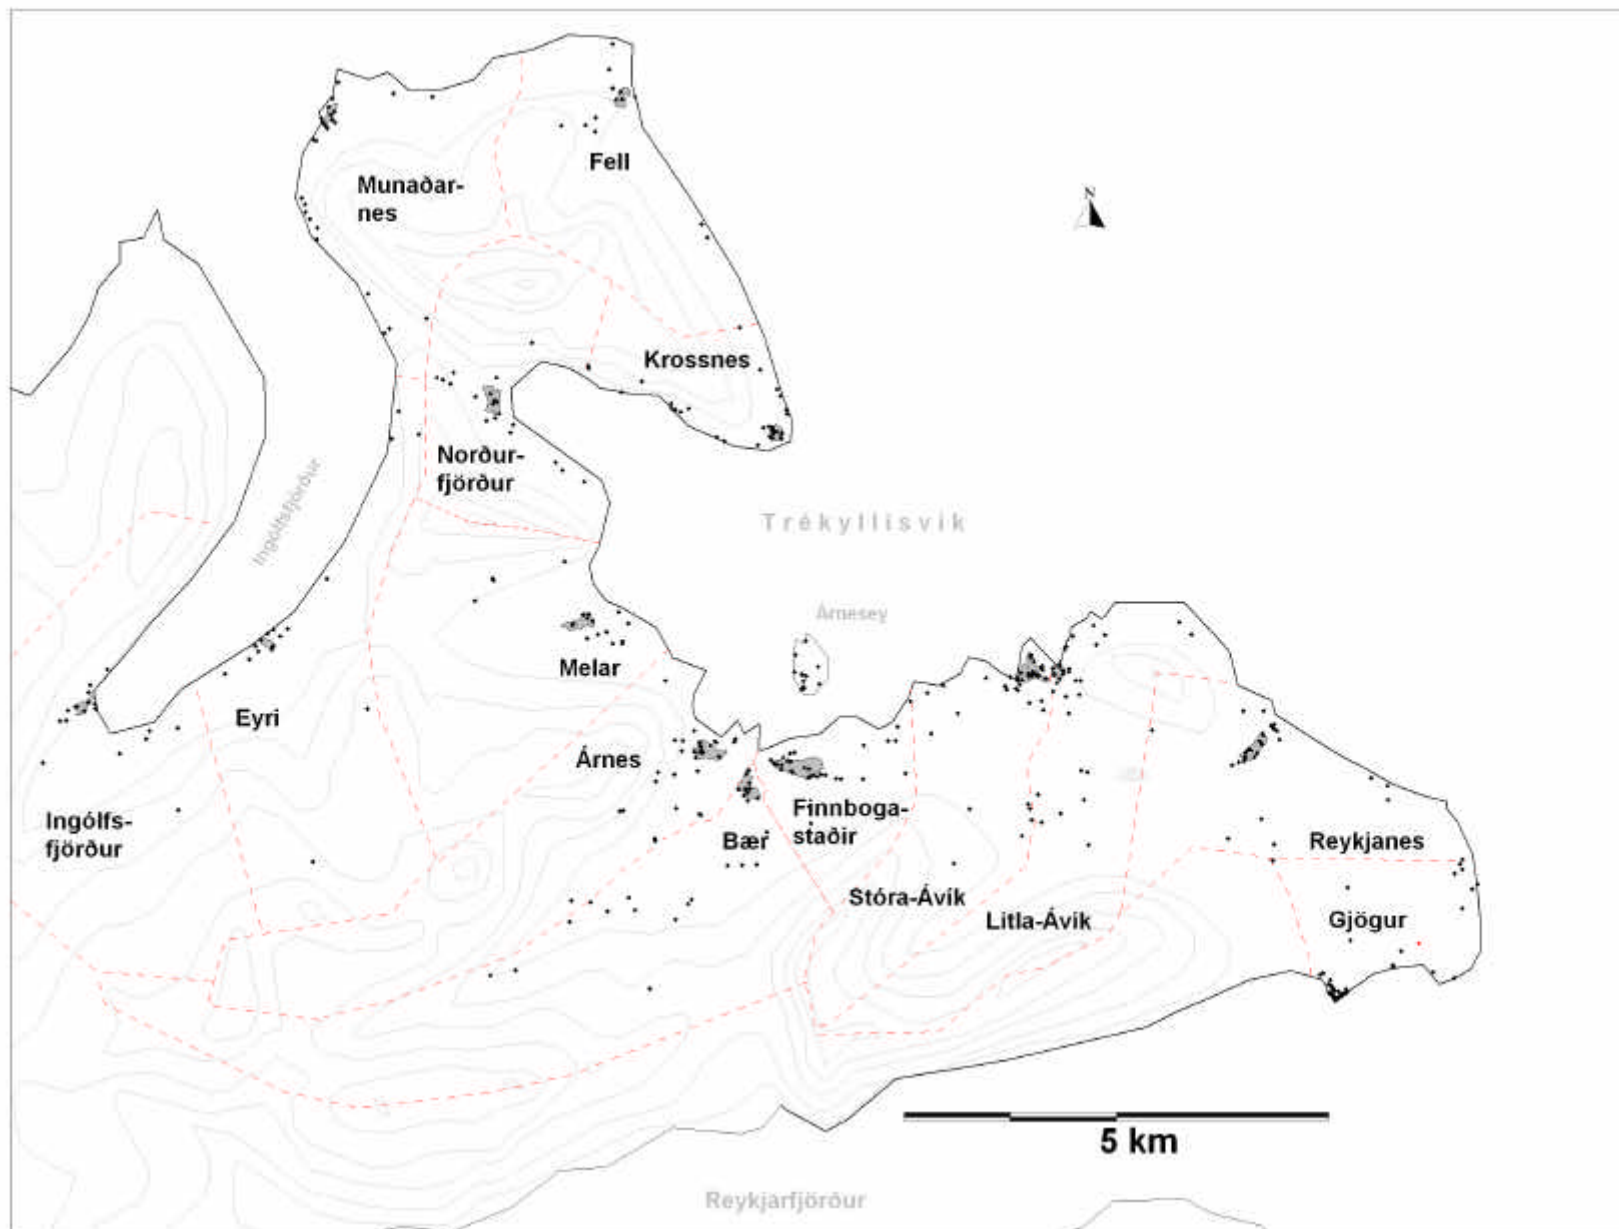 N
Fell
Munaðar-
nes
Krossnes
Norður-
fjörður
Ingólfsfjörður
Trékyllisvík
Árnesey
Melar
Eyri
Árnes
Finnboga-
staðir
Bær
Ingólfs-
fjörður
Reykjanes
Stóra-Ávík
Litla-Ávík
Gjögur
5 km
Reykjarfjörður